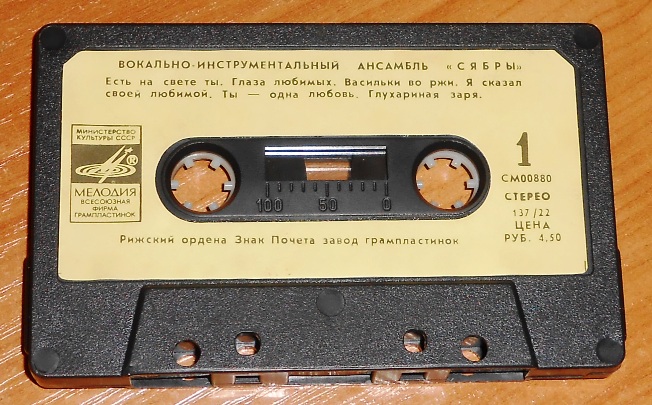 ВОКАЛЬНО-ИНСТРУМЕНТАЛЬНЫЙ АНСАМБЛЬ «СЯБРЫ»
Есть на свете ты. Глаза любимых. Васильки во ржи. Я сказал
своей любимой. Ты — одна любовь. Глухариная заря.
МИНИСТЕРСТВО
КУЛЬТУРЫ СССР
®
МЕЛОДИЯ
ВСЕСОЮЗНАЯ
ФИРМА
ГРАМПЛАСТИНОК
100 50 0
1
СМ00880
СТЕРЕО
137/22
ЦЕНА
РУБ. 4,50
Рижский ордена Знак Почета завод грампластинок